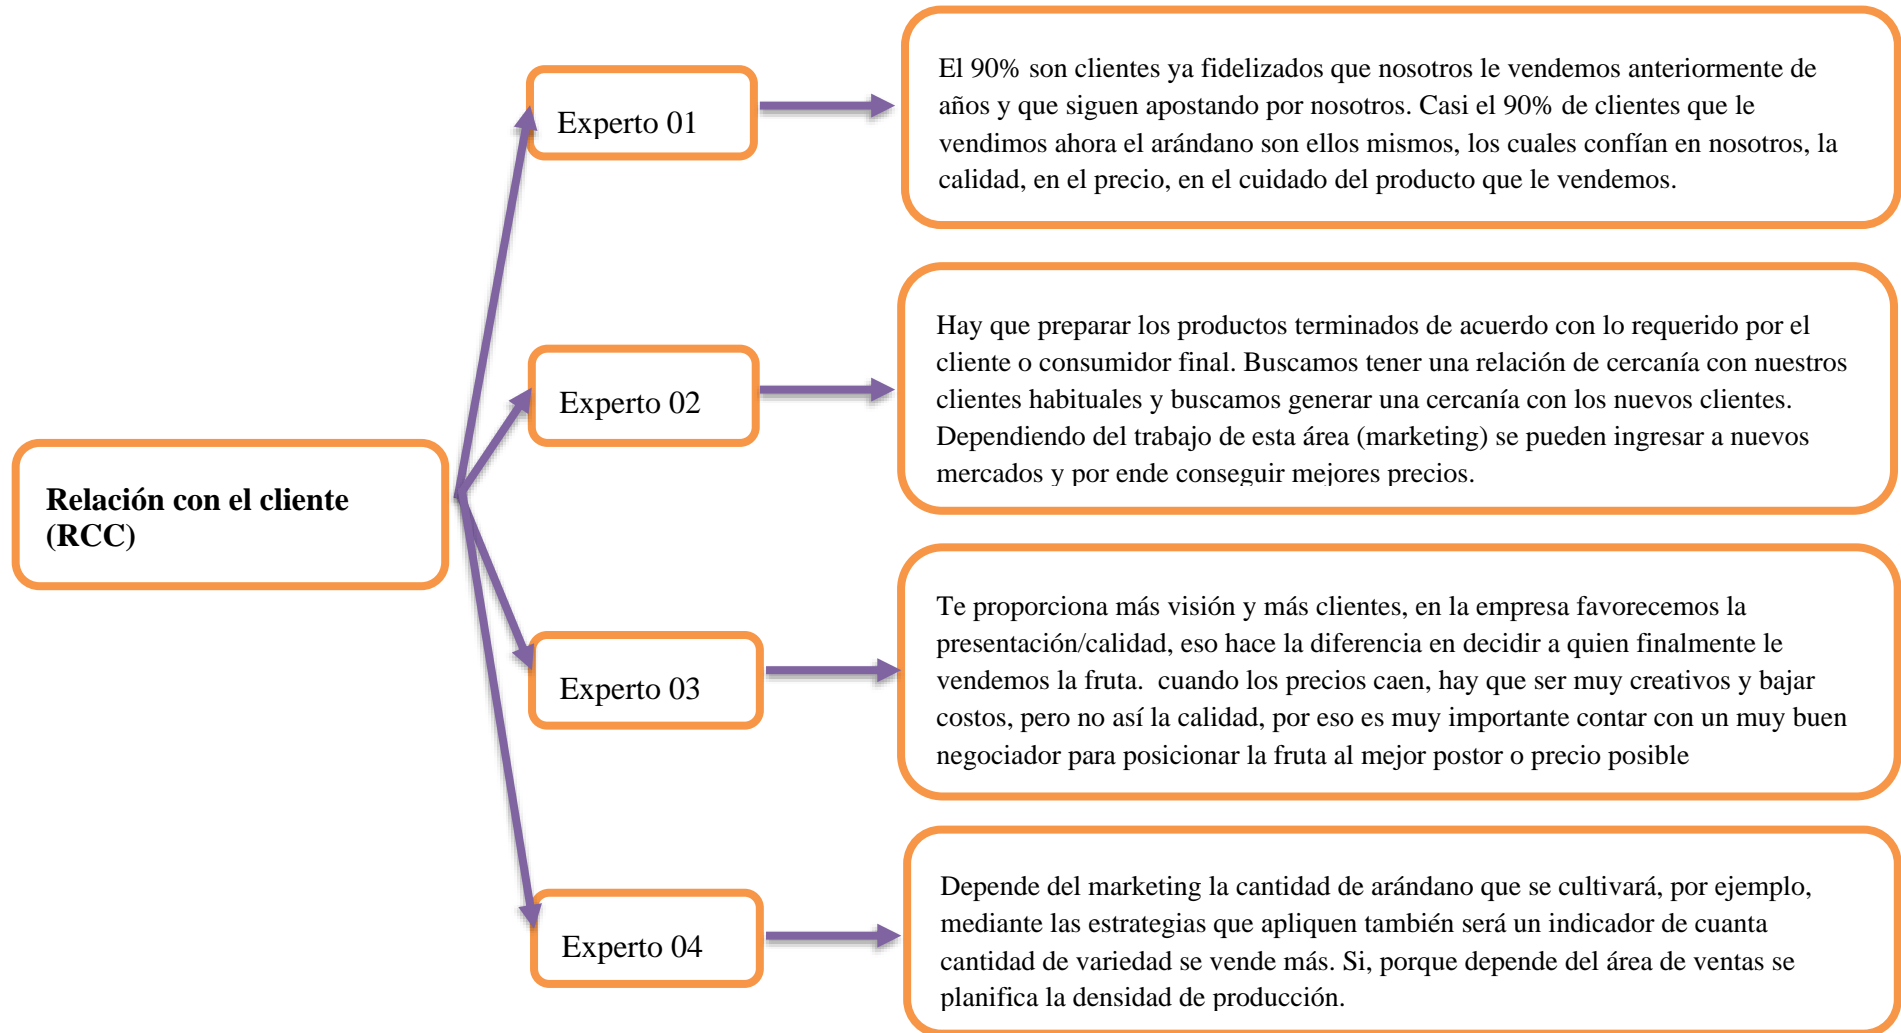 Relación con el cliente
(RCC)
Experto 01
El 90% son clientes ya fidelizados que nosotros le vendemos anteriormente de
años y que siguen apostando por nosotros. Casi el 90% de clientes que le
vendimos ahora el arándano son ellos mismos, los cuales confían en nosotros, la
calidad, en el precio, en el cuidado del producto que le vendemos.
Experto 02
Hay que preparar los productos terminados de acuerdo con lo requerido por el
cliente o consumidor final. Buscamos tener una relación de cercanía con nuestros
clientes habituales y buscamos generar una cercanía con los nuevos clientes.
Dependiendo del trabajo de esta área (marketing) se pueden ingresar a nuevos
mercados y por ende conseguir mejores precios.
Experto 03
Te proporciona más visión y más clientes, en la empresa favorecemos la
presentación/calidad, eso hace la diferencia en decidir a quien finalmente le
vendemos la fruta.  cuando los precios caen, hay que ser muy creativos y bajar
costos, pero no así la calidad, por eso es muy importante contar con un muy buen
negociador para posicionar la fruta al mejor postor o precio posible
Experto 04
Depende del marketing la cantidad de arándano que se cultivará, por ejemplo,
mediante las estrategias que apliquen también será un indicador de cuanta
cantidad de variedad se vende más. Si, porque depende del área de ventas se
planifica la densidad de producción.